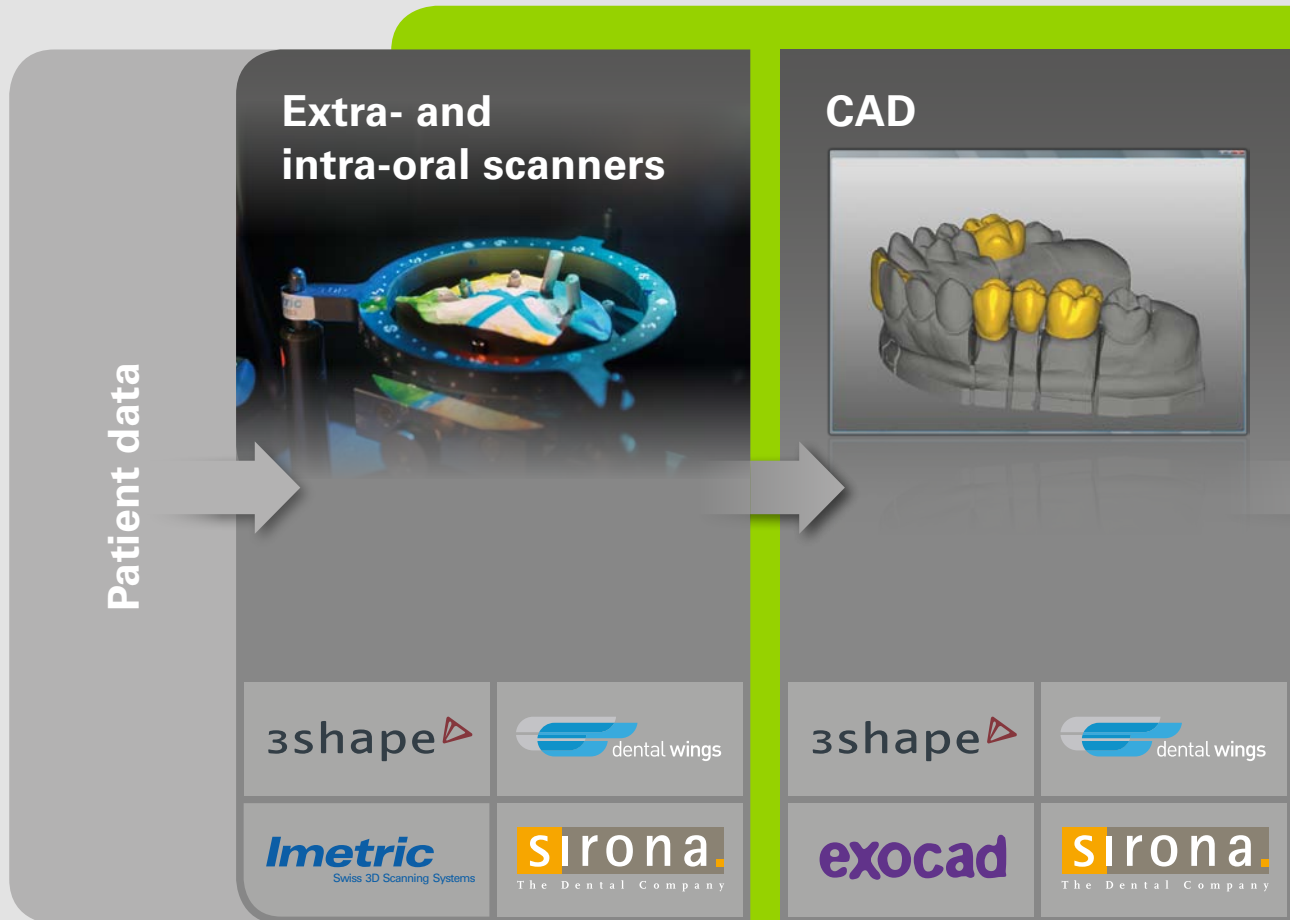 Patient data
Extra- and
intra-oral scanners
3shape
dental wings
Imetric
Swiss 3D Scanning Systems
sirona.
The Dental Company
CAD
3shape
dental wings
exocad
sirona.
The Dental Company